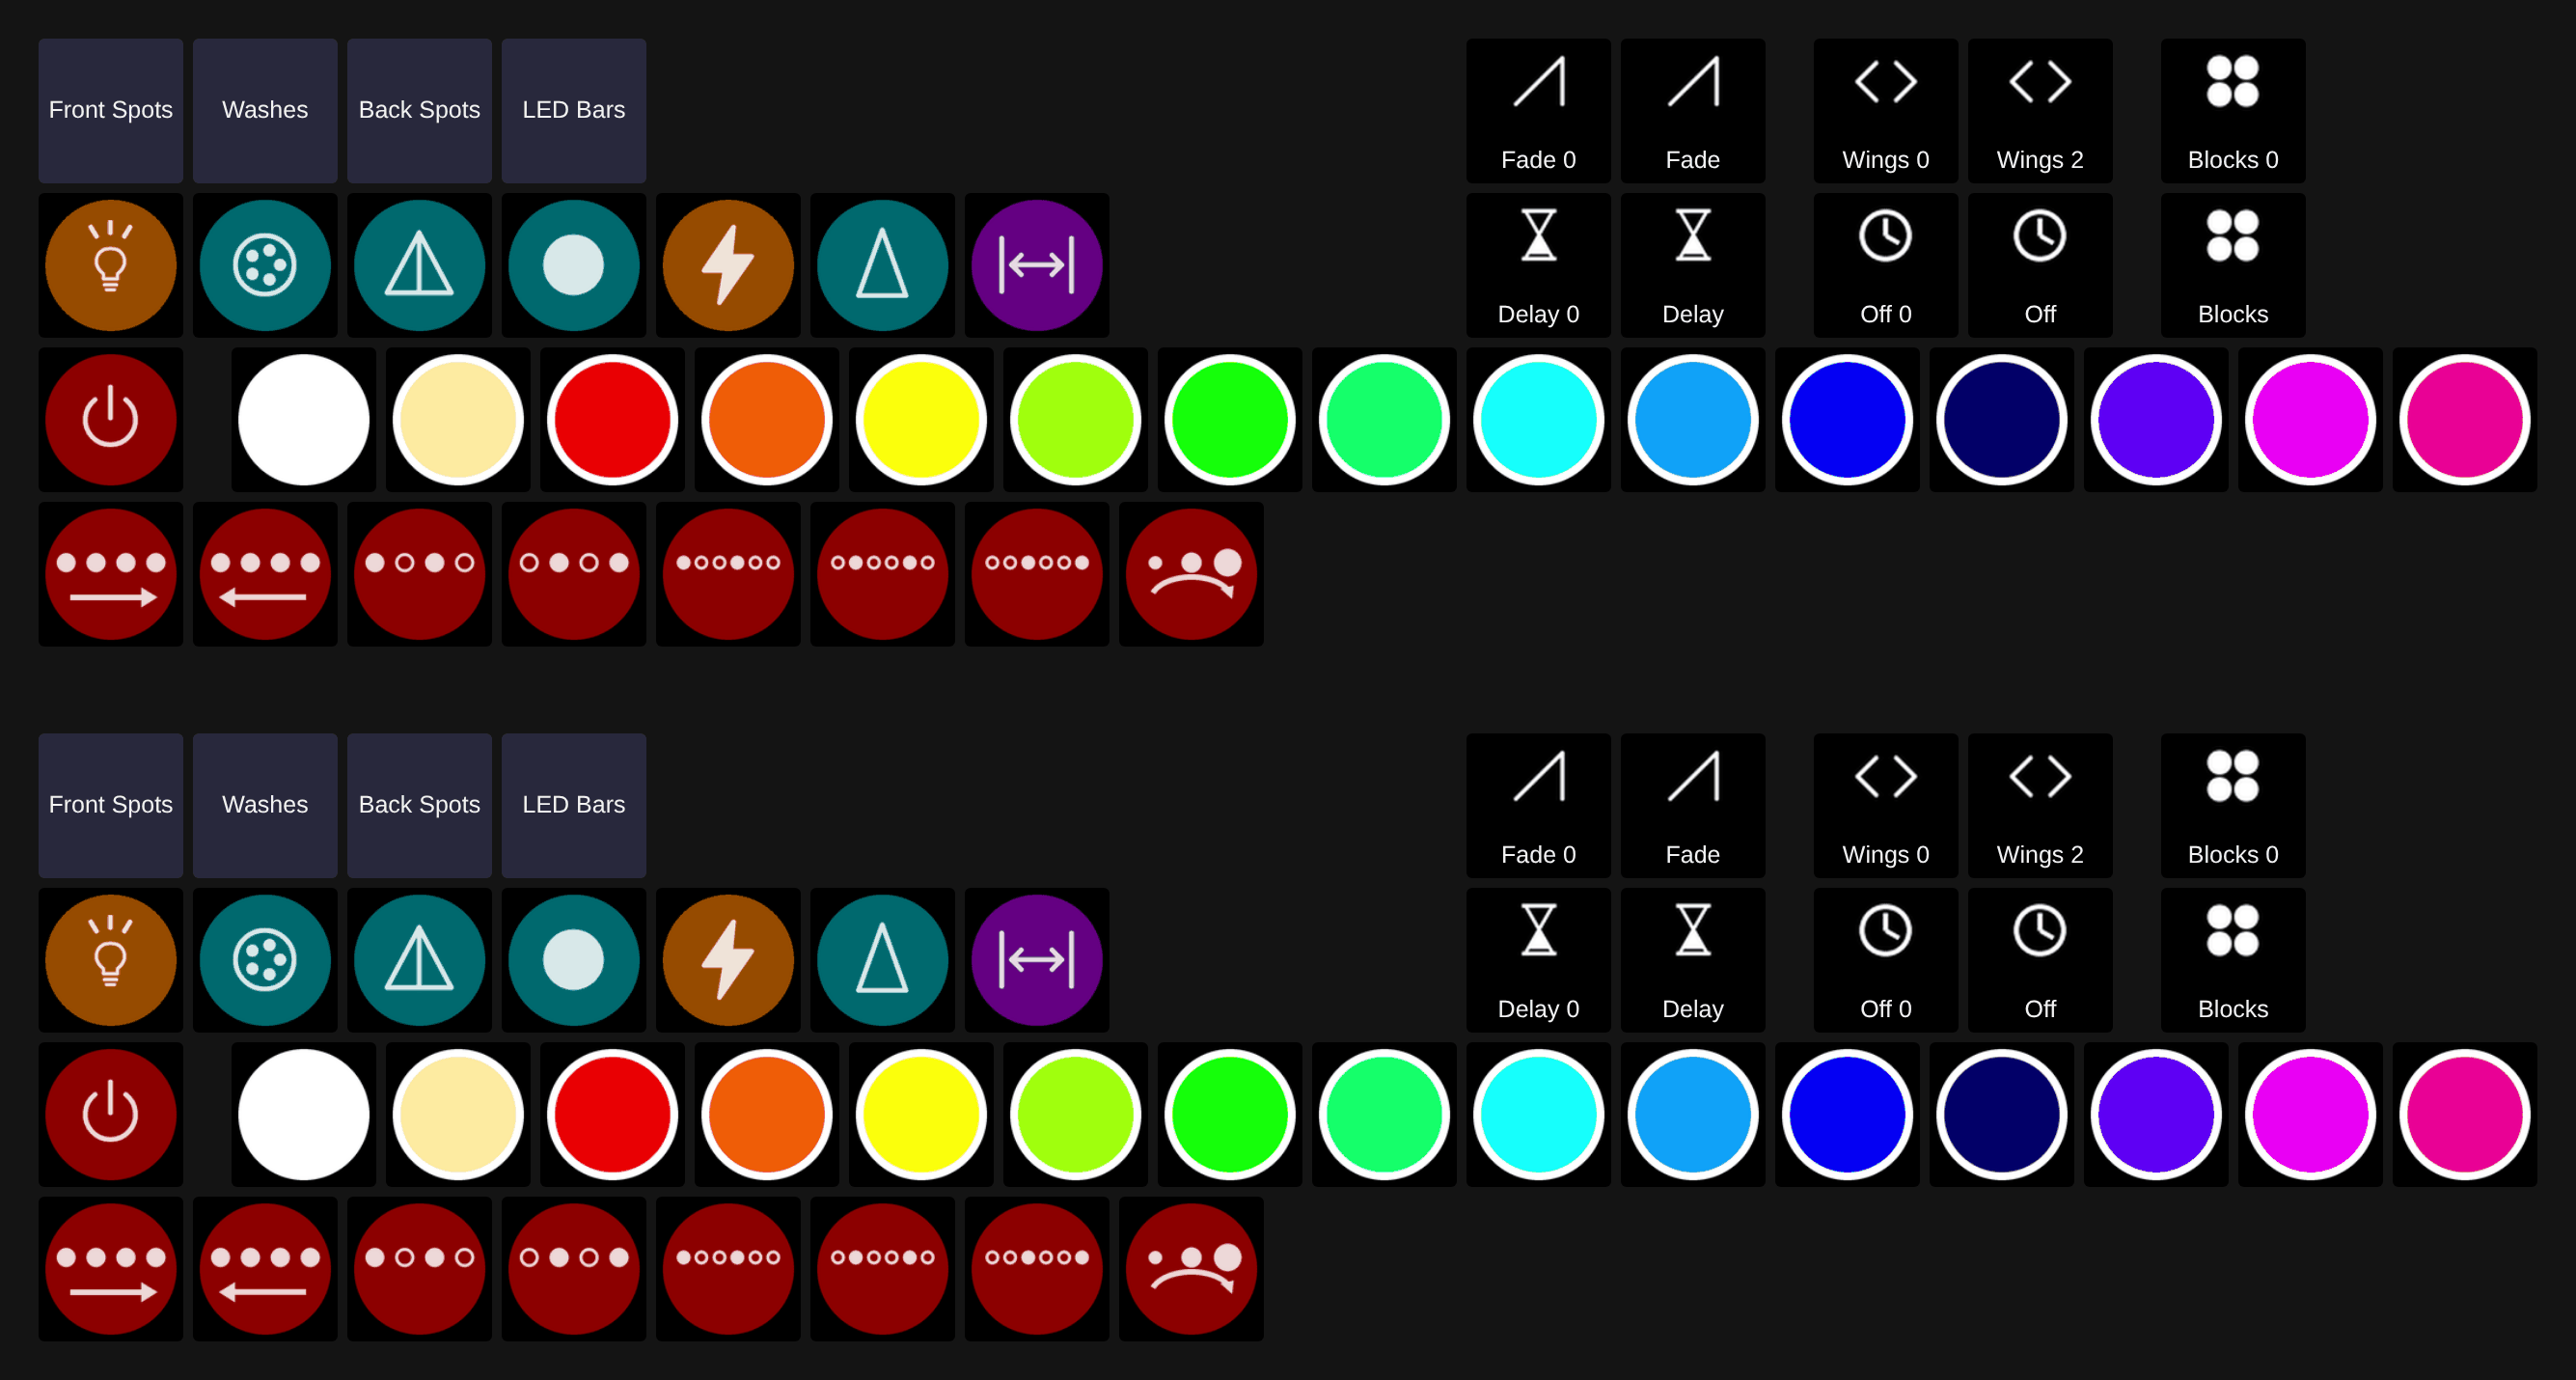 Front Spots
Washes
Back Spots
LED Bars
Fade 0
Fade
Wings 0
Wings 2
Blocks 0
Delay 0
Delay
Off 0
Off
Blocks
Front Spots
Washes
Back Spots
LED Bars
Fade 0
Fade
Wings 0
Wings 2
Blocks 0
Delay 0
Delay
Off 0
Off
Blocks